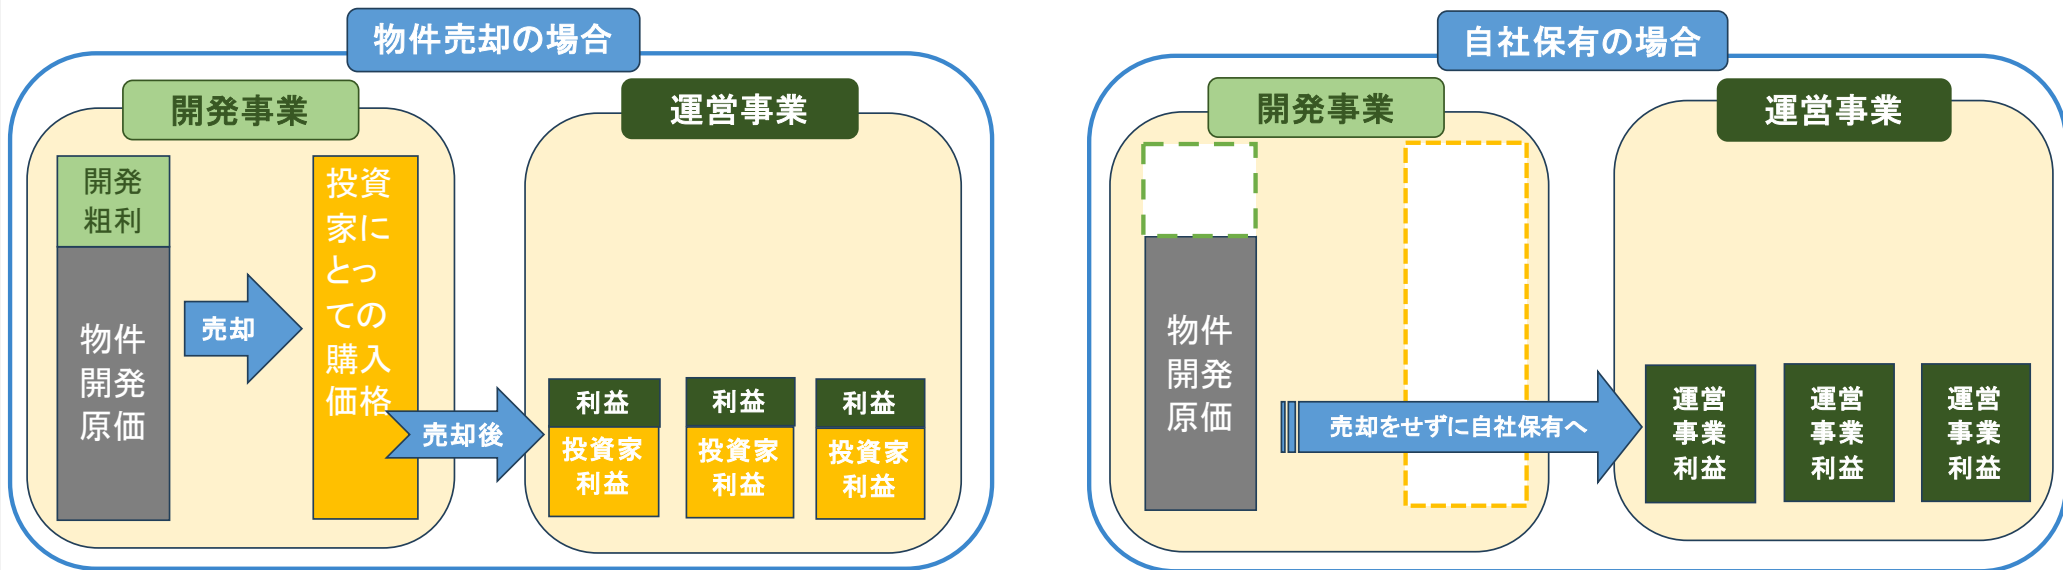 物件売却の場合
開発事業
運営事業
開発
粗利
物件
開発
原価
売却
投資
家に
とっ
ての
購入
価格
売却後
利益
投資家
利益
利益
投資家
利益
利益
投資家
利益
自社保有の場合
開発事業
運営事業
物件
開発
原価
売却をせずに自社保有へ
運営
事業
利益
運営
事業
利益
運営
事業
利益